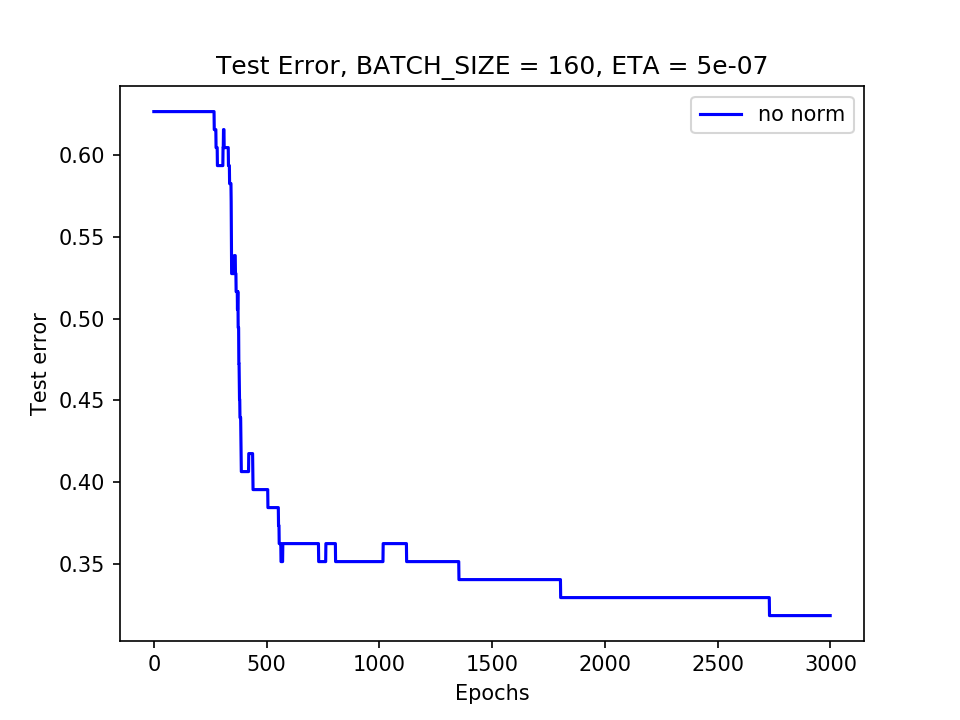 Test Error, BATCH_SIZE = 160, ETA = 5e-07
no norm
0.60
0.55
0.50
0.45
0.40
0.35
Test error
0 500 1000 1500 2000 2500 3000
Epochs